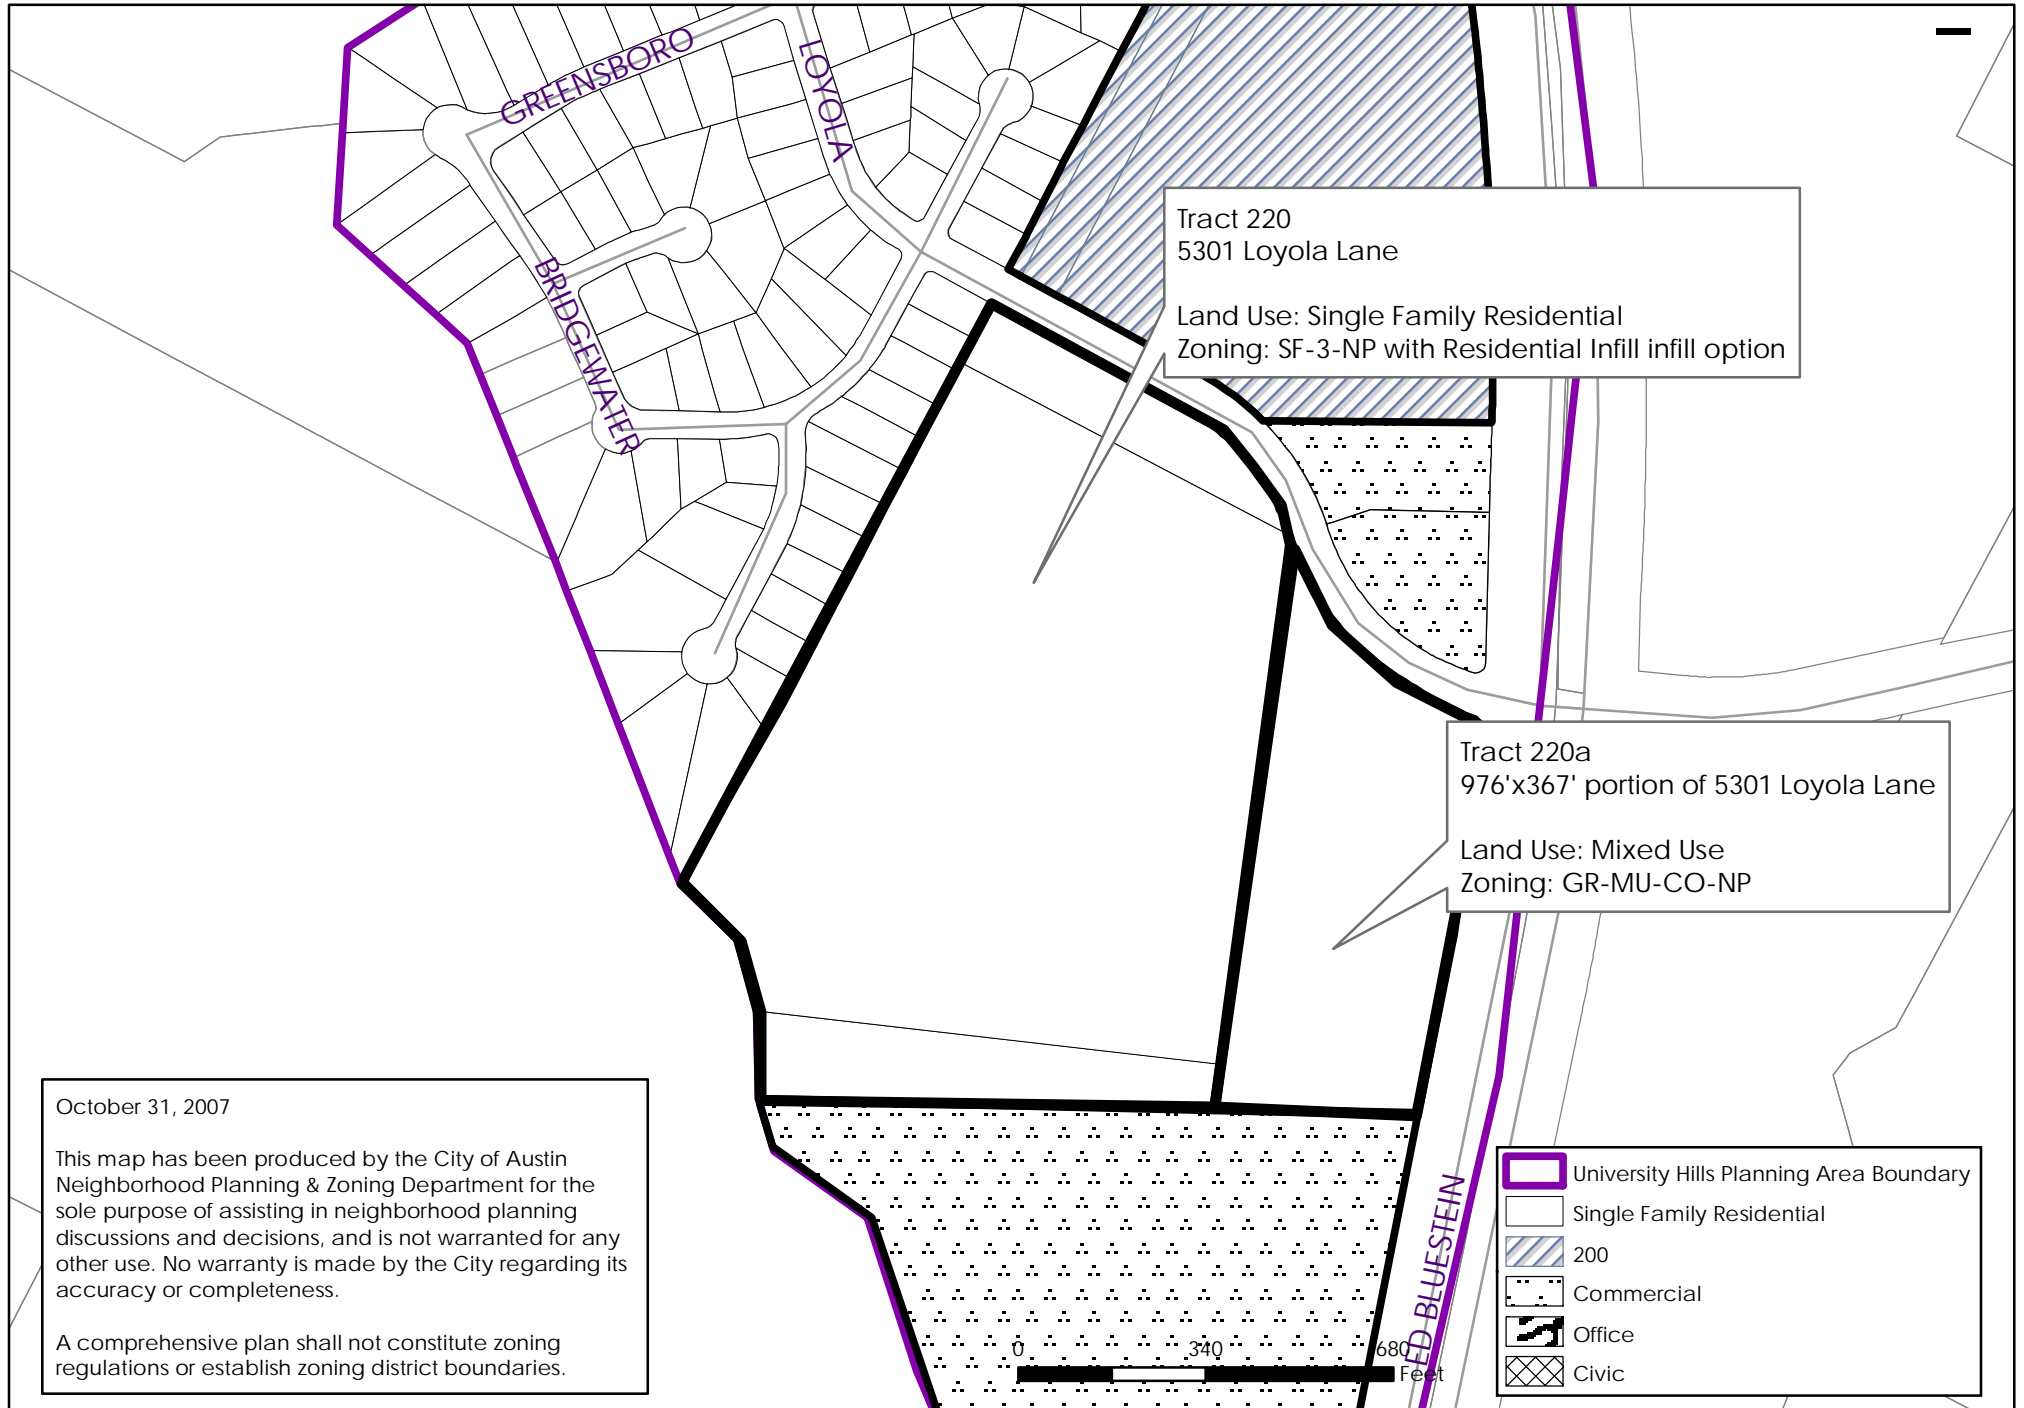 GREENSBORO
LOYOLA
BRIDGEWATER
Tract 220
5301 Loyola Lane
Land Use: Single Family Residential
Zoning: SF-3-NP with Residential Infill infill option
Tract 220a
976'x367' portion of 5301 Loyola Lane
Land Use: Mixed Use
Zoning: GR-MU-CO-NP
October 31, 2007
This map has been produced by the City of Austin
Neighborhood Planning & Zoning Department for the
sole purpose of assisting in neighborhood planning
discussions and decisions, and is not warranted for any
other use. No warranty is made by the City regarding its
accuracy or completeness.
A comprehensive plan shall not constitute zoning
regulations or establish zoning district boundaries.
0 340 680
Feet
ED BLUESTEIN
University Hills Planning Area Boundary
Single Family Residential
200
Commercial
Office
Civic